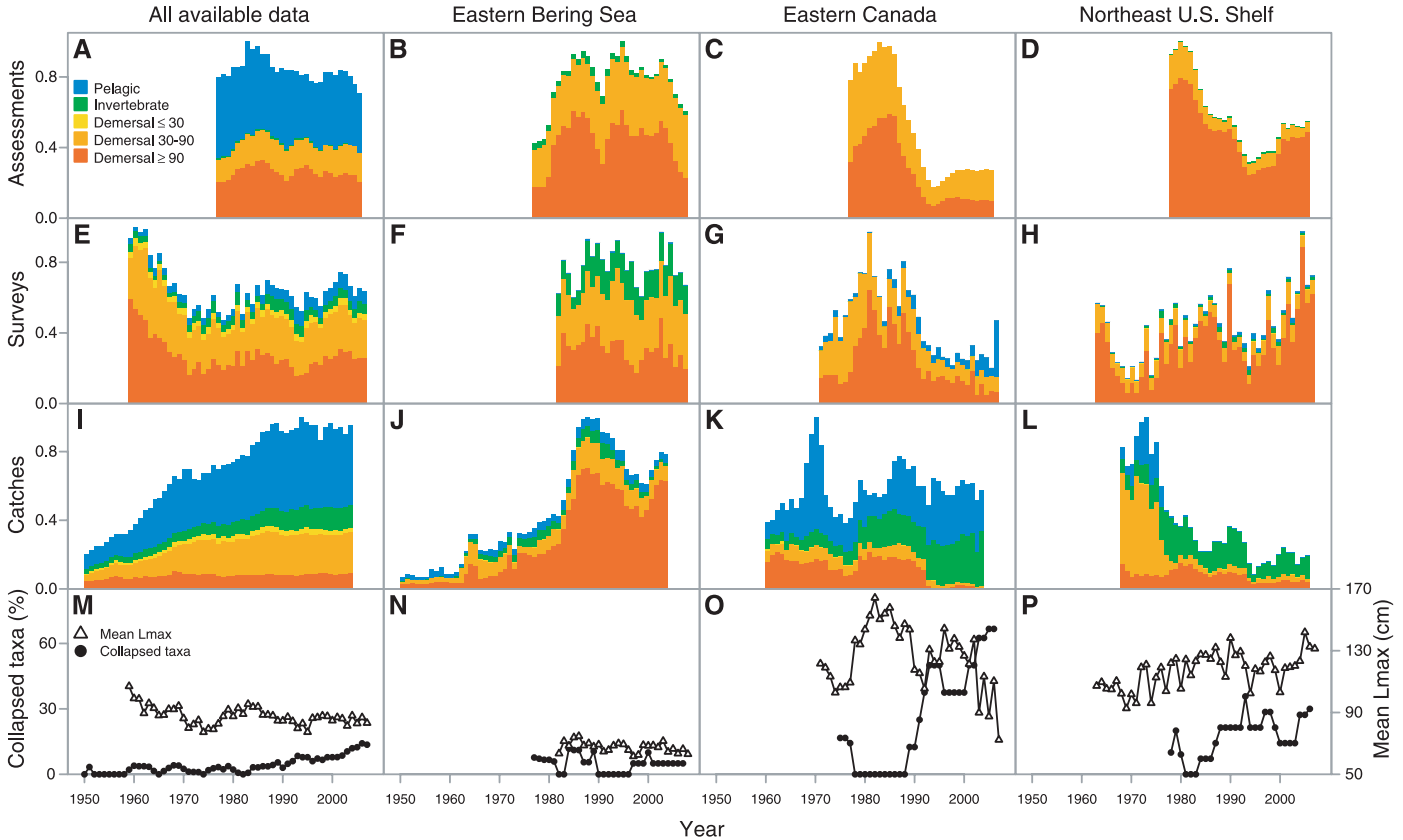 All available data
Eastern Bering Sea
Eastern Canada
Northeast U.S. Shelf
Assessments
A
B
C
D
0.8
0.4
0.0
Pelagic
Invertebrate
Demersal ≤ 30
Demersal 30-90
Demersal ≥ 90
Surveys
E
F
G
H
0.8
0.4
0.0
Catches
I
J
K
L
0.8
0.4
0.0
Collapsed taxa (%)
M
N
O
P
60
30
0
Mean Lmax
Collapsed taxa
170
130
90
50
Mean Lmax (cm)
1950 1960 1970 1980 1990 2000
1950 1960 1970 1980 1990 2000
1950 1960 1970 1980 1990 2000
1950 1960 1970 1980 1990 2000
Year